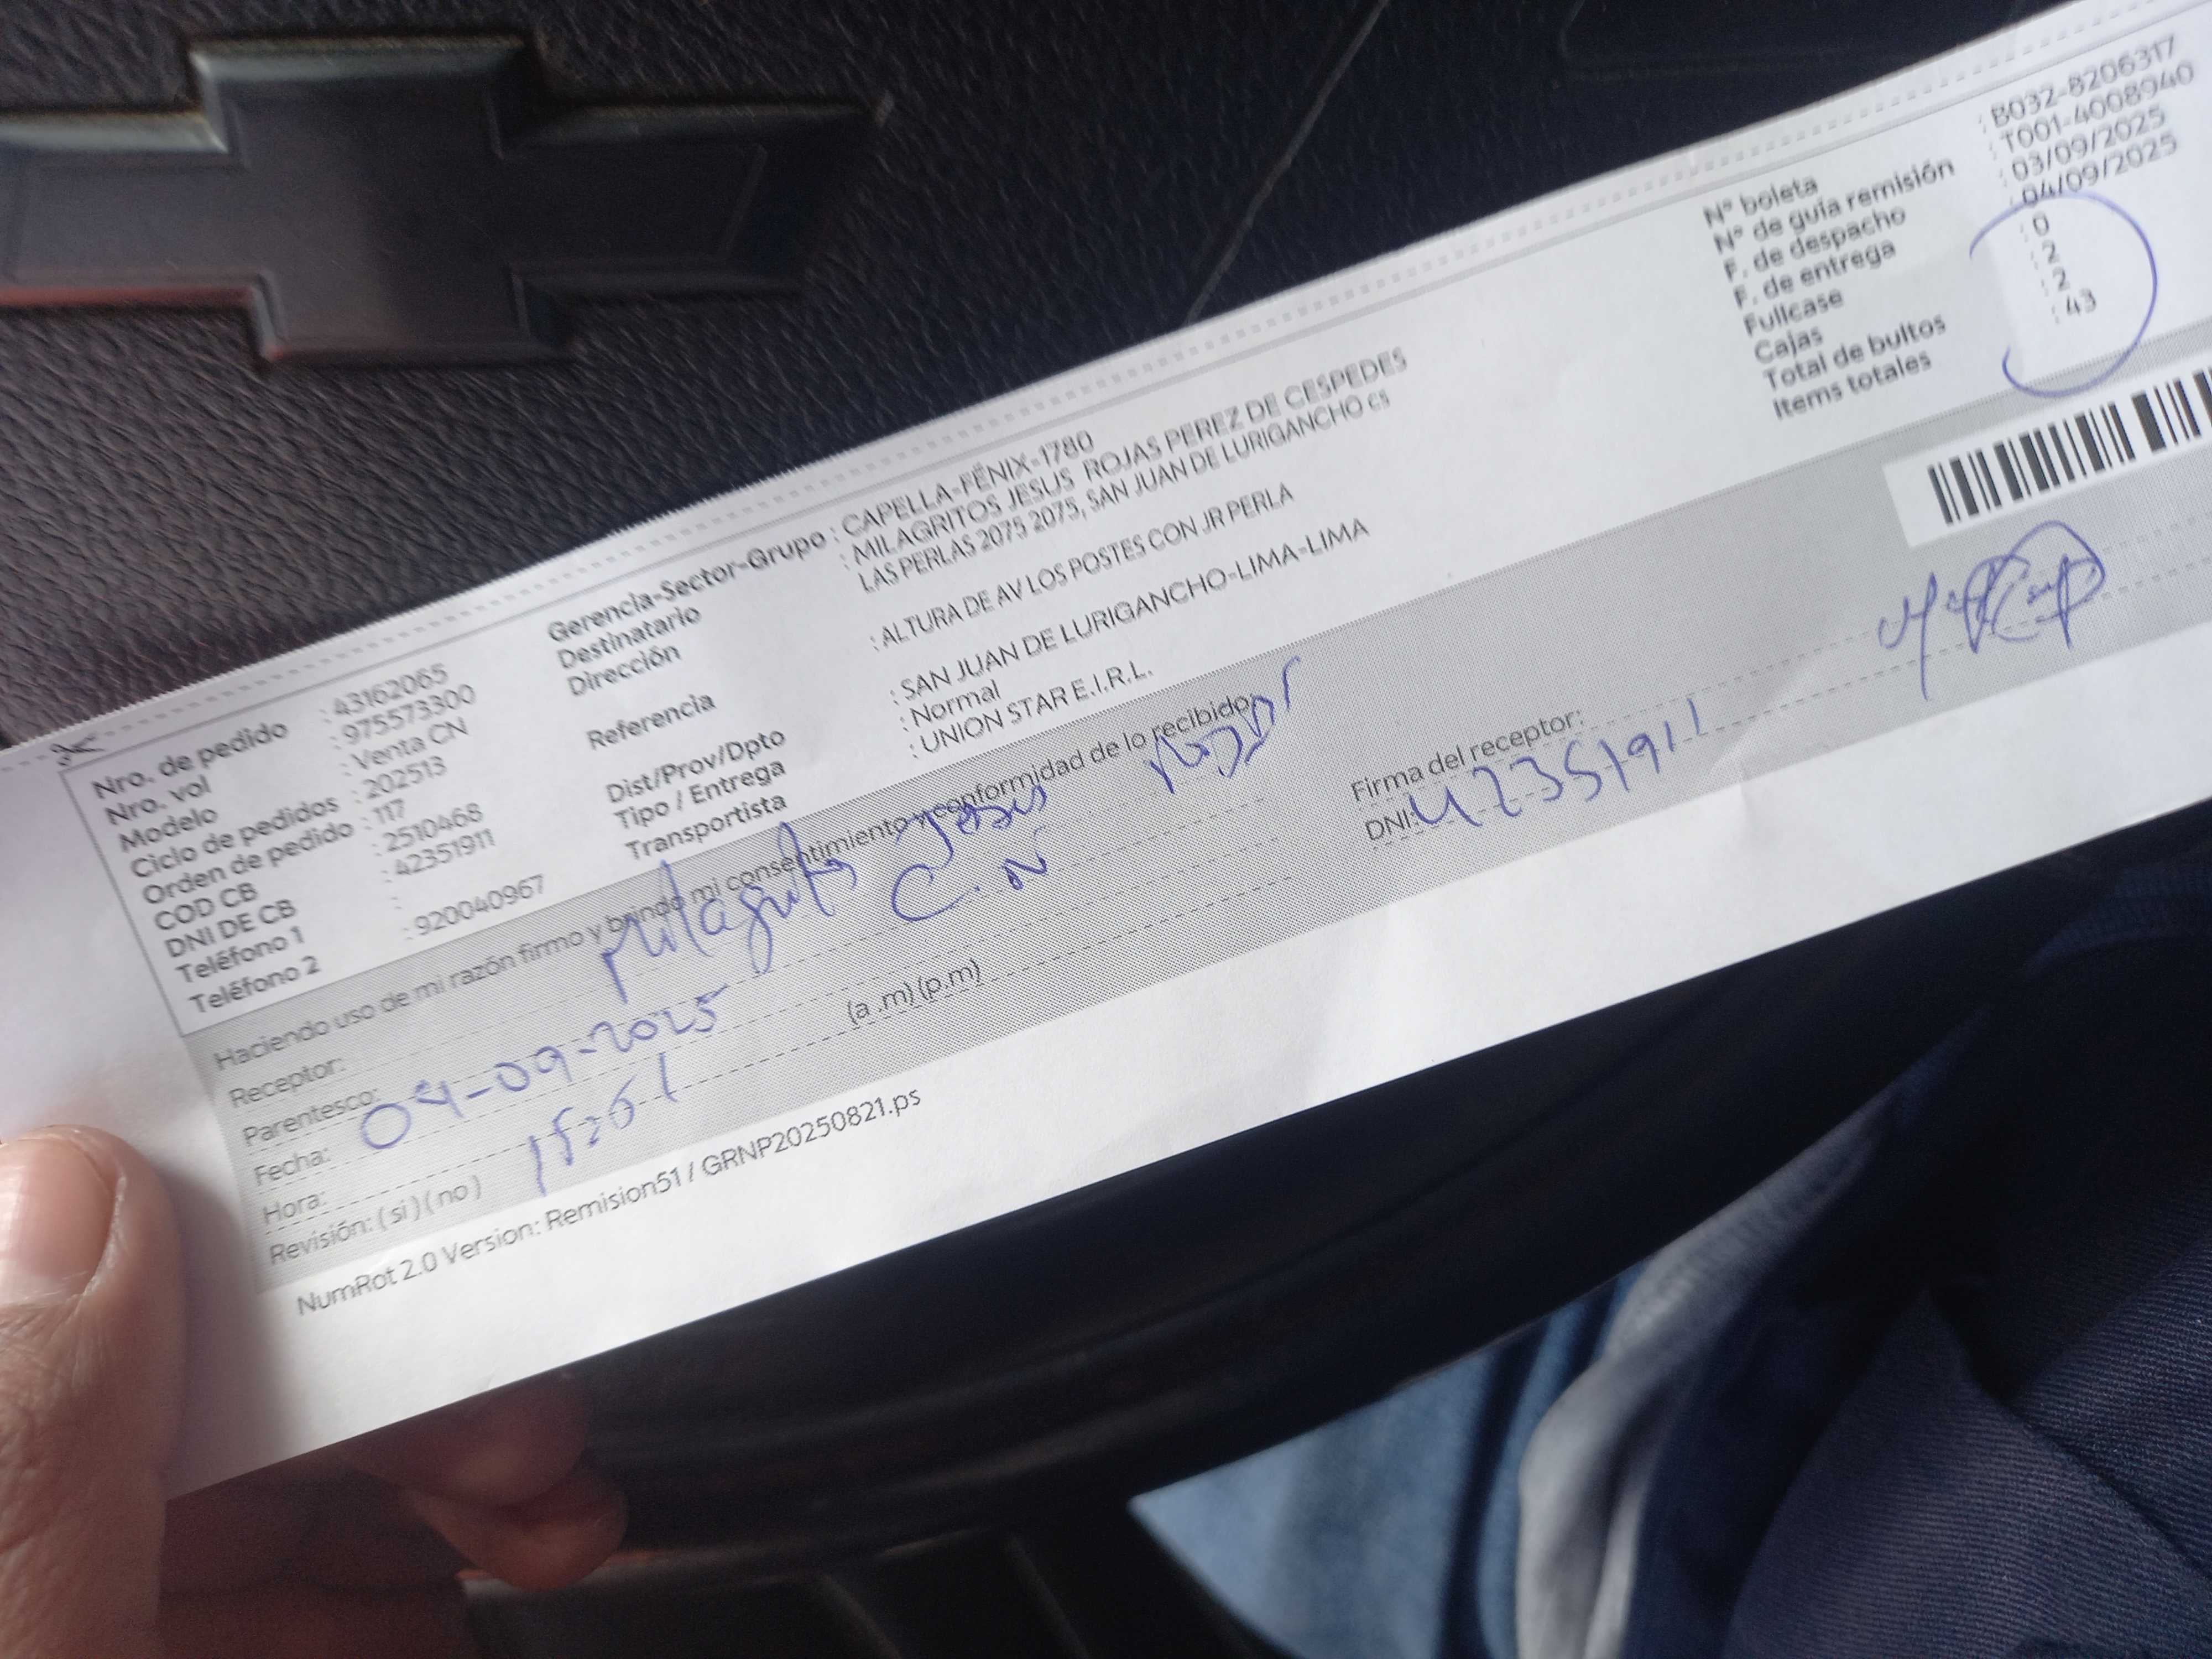 Nro. de pedido : 43162065
Nro. vol : 975573300
Modelo : Venta CN
Ciclo de pedidos : 202513
Orden de pedido : 117
COD CB : 2510468
DNI DE CB : 42351911
Teléfono 1 :
Teléfono 2 : 920040967
Gerencia-Sector-Grupo : CAPELLA-FÉNIX-1780
Destinatario : MILAGRITOS JESUS ROJAS PEREZ DE CESPEDES
Dirección : LAS PERLAS 2075 2075, SAN JUAN DE LURIGANCHO cs
Referencia : ALTURA DE AV LOS POSTES CON JR PERLA
Dist/Prov/Dpto : SAN JUAN DE LURIGANCHO-LIMA-LIMA
Tipo / Entrega : Normal
Transportista : UNION STAR E.I.R.L.
N° boleta : B032-8206317
N° de guía remisión : T001-4008940
F. de despacho : 03/09/2025
F. de entrega : 04/09/2025
Fullcase : 0
Cajas : 2
Total de bultos : 2
Items totales : 43
Haciendo uso de mi razón firmo y brindo mi consentimiento y conformidad de lo recibido
Receptor: Milagritos Jesus
Parentesco: C.N
Fecha: 04-09-2025
Hora: (a.m) (p.m)
Revisión: (si) (no)
Firma del receptor:
DNI: 42351911
NumRot 2.0 Version: Remision51 / GRNP20250821.ps